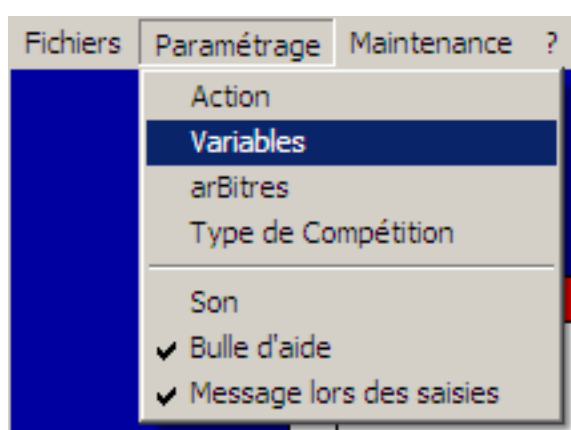 Fichiers Paramétrage Maintenance ?
Action
Variables
arBitres
Type de Compétition
Son
Bulle d'aide
Message lors des saisies